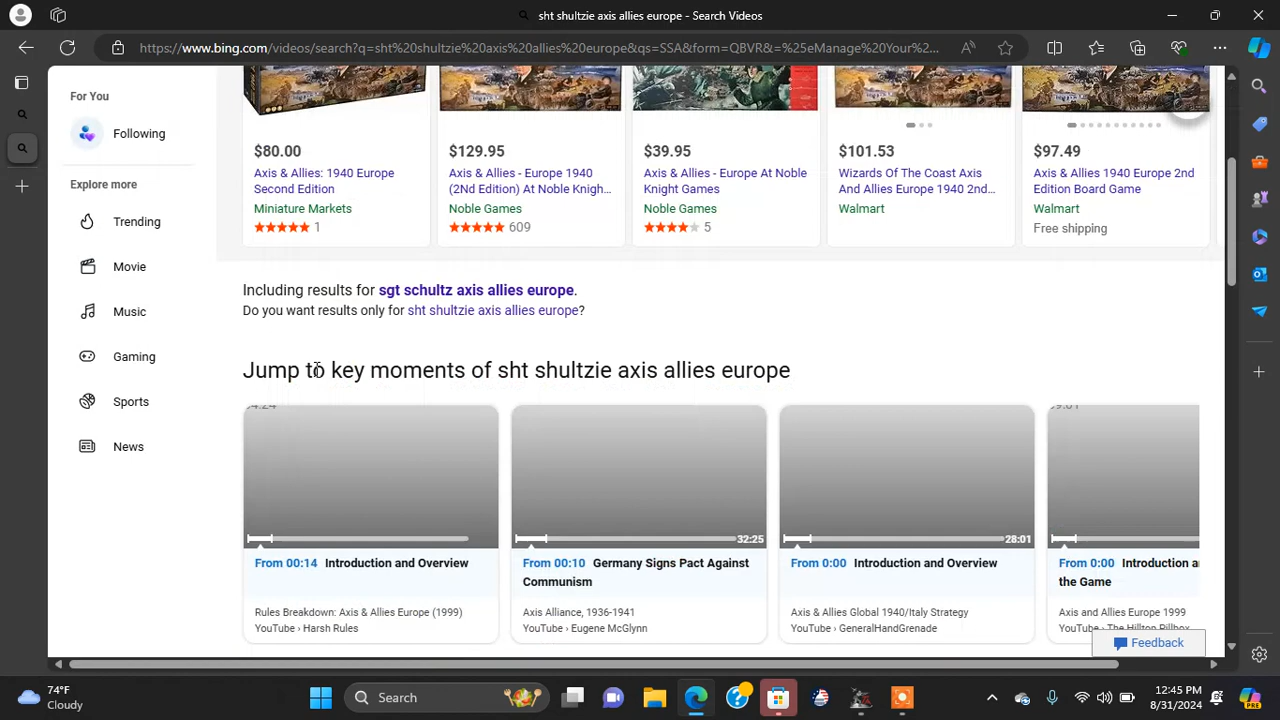 sht shultzie axis allies europe - Search Videos
https://www.bing.com/videos/search?q=sht%20shultzie%20axis%20allies%20europe&qs=SSA&form=QBVR&=%25eManage%20Your%2...
For You
Following
Explore more
Trending
Movie
Music
Gaming
Sports
News
$80.00
Axis & Allies: 1940 Europe
Second Edition
Miniature Markets
1
$129.95
Axis & Allies - Europe 1940
(2Nd Edition) At Noble Knigh...
Noble Games
609
$39.95
Axis & Allies - Europe At Noble
Knight Games
Noble Games
5
$101.53
Wizards Of The Coast Axis
And Allies Europe 1940 2nd...
Walmart
$97.49
Axis & Allies 1940 Europe 2nd
Edition Board Game
Walmart
Free shipping
Including results for sgt schultz axis allies europe.
Do you want results only for sht shultzie axis allies europe?
Jump to key moments of sht shultzie axis allies europe
From 00:14 Introduction and Overview
Rules Breakdown: Axis & Allies Europe (1999)
YouTube › Harsh Rules
32:25
From 00:10 Germany Signs Pact Against
Communism
Axis Alliance, 1936-1941
YouTube › Eugene McGlynn
28:01
From 0:00 Introduction and Overview
Axis & Allies Global 1940/Italy Strategy
YouTube › GeneralHandGrenade
From 0:00 Introduction a
the Game
Axis and Allies Europe 1999
YouTube › The Hillton Pillbox
Feedback
74°F
Cloudy
Search
12:45 PM
8/31/2024